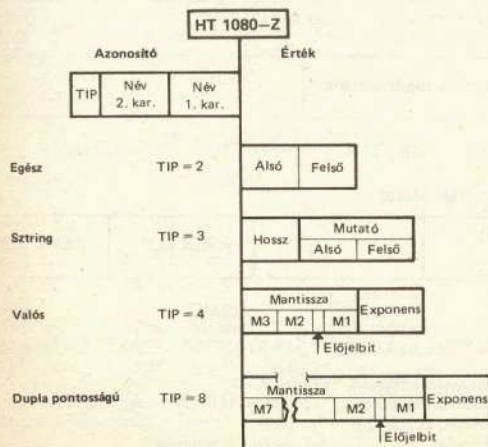 HT 1080–Z
Azonosító Érték
TIP Név 2. kar. Név 1. kar.
Egész TIP = 2 Alsó Felső
Sztring TIP = 3 Hossz Mutató
Alsó Felső
Valós TIP = 4 Mantissza Exponens
M3 M2 M1
Előjelbit
Dupla pontosságú TIP = 8 Mantissza Exponens
M7 M2 M1
Előjelbit